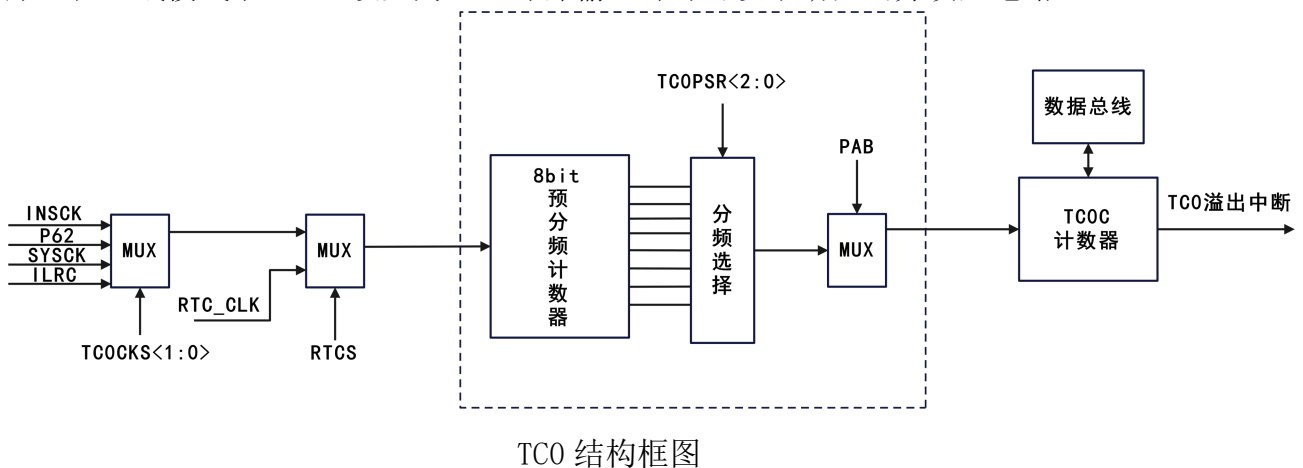 TC0PSR<2:0>
数据总线
PAB
8bit
预
分
频
计
数
器
分
频
选
择
INSCK
P62
SYSCK
ILRC
MUX
MUX
MUX
TC0C
计数器
TC0溢出中断
RTC_CLK
TC0CKS<1:0>
RTCS
TC0 结构框图